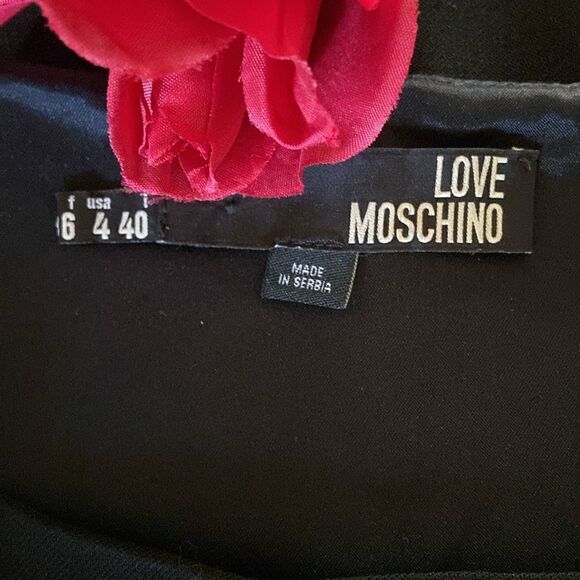 f usa i
6 4 40
LOVE
MOSCHINO
MADE
IN SERBIA